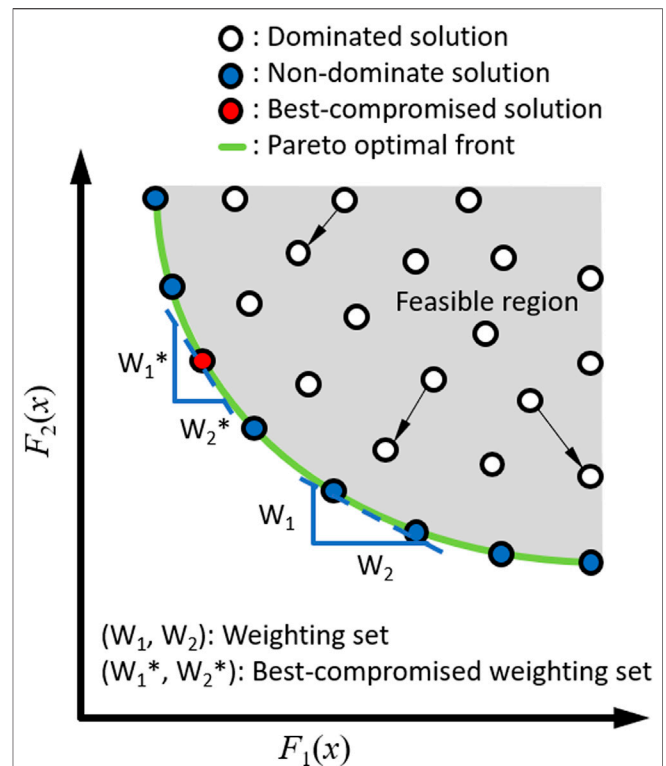 : Dominated solution
: Non-dominate solution
: Best-compromised solution
: Pareto optimal front
Feasible region
W₁*
W₂*
F₂(x)
W₁
W₂
(W₁, W₂): Weighting set
(W₁*, W₂*): Best-compromised weighting set
F₁(x)